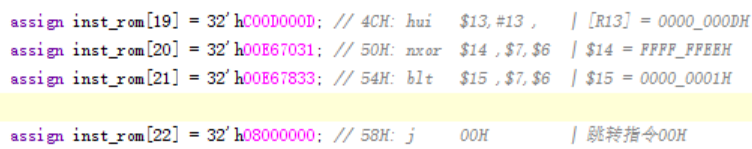 assign inst_rom[19] = 32'hC00D000D; // 4CH: hui $13,#13 , | [R13] = 0000_000DH
assign inst_rom[20] = 32'h00E67031; // 50H: nxor $14 ,$7,$6 | $14 = FFFF_FFEEH
assign inst_rom[21] = 32'h00E67833; // 54H: blt $15 ,$7,$6 | $15 = 0000_0001H
assign inst_rom[22] = 32'h08000000; // 58H: j 00H | 跳转指令00H